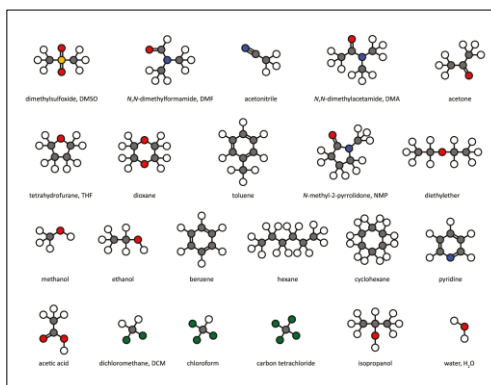 dimethylsulfoxide, DMSO
N,N-dimethylformamide, DMF
acetonitrile
N,N-dimethylacetamide, DMA
acetone
tetrahydrofurane, THF
dioxane
toluene
N-methyl-2-pyrrolidone, NMP
diethylether
methanol
ethanol
benzene
hexane
cyclohexane
pyridine
acetic acid
dichloromethane, DCM
chloroform
carbon tetrachloride
isopropanol
water, H₂O